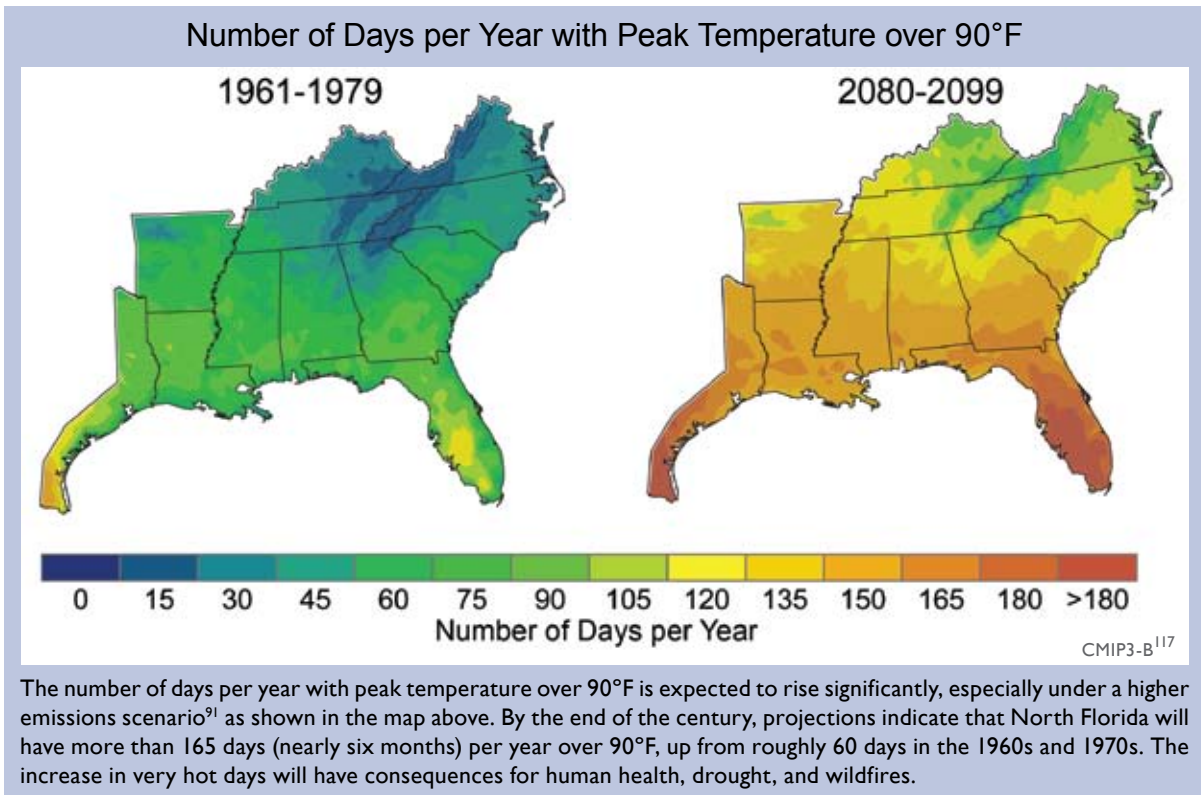 Number of Days per Year with Peak Temperature over 90°F
1961-1979
2080-2099
0 15 30 45 60 75 90 105 120 135 150 165 180 >180
Number of Days per Year
CMIP3-B117
The number of days per year with peak temperature over 90°F is expected to rise significantly, especially under a higher
emissions scenario91 as shown in the map above. By the end of the century, projections indicate that North Florida will
have more than 165 days (nearly six months) per year over 90°F, up from roughly 60 days in the 1960s and 1970s. The
increase in very hot days will have consequences for human health, drought, and wildfires.